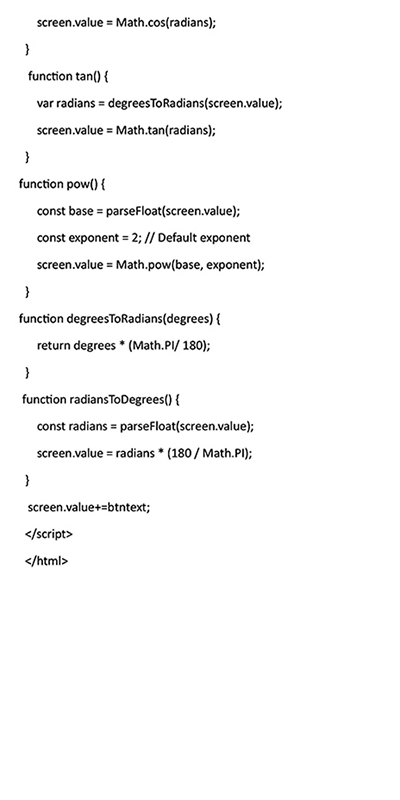 screen.value = Math.cos(radians);
}
function tan() {
var radians = degreesToRadians(screen.value);
screen.value = Math.tan(radians);
}
function pow() {
const base = parseFloat(screen.value);
const exponent = 2; // Default exponent
screen.value = Math.pow(base, exponent);
}
function degreesToRadians(degrees) {
return degrees * (Math.PI/ 180);
}
function radiansToDegrees() {
const radians = parseFloat(screen.value);
screen.value = radians * (180 / Math.PI);
}
screen.value+=btntext;
</script>
</html>